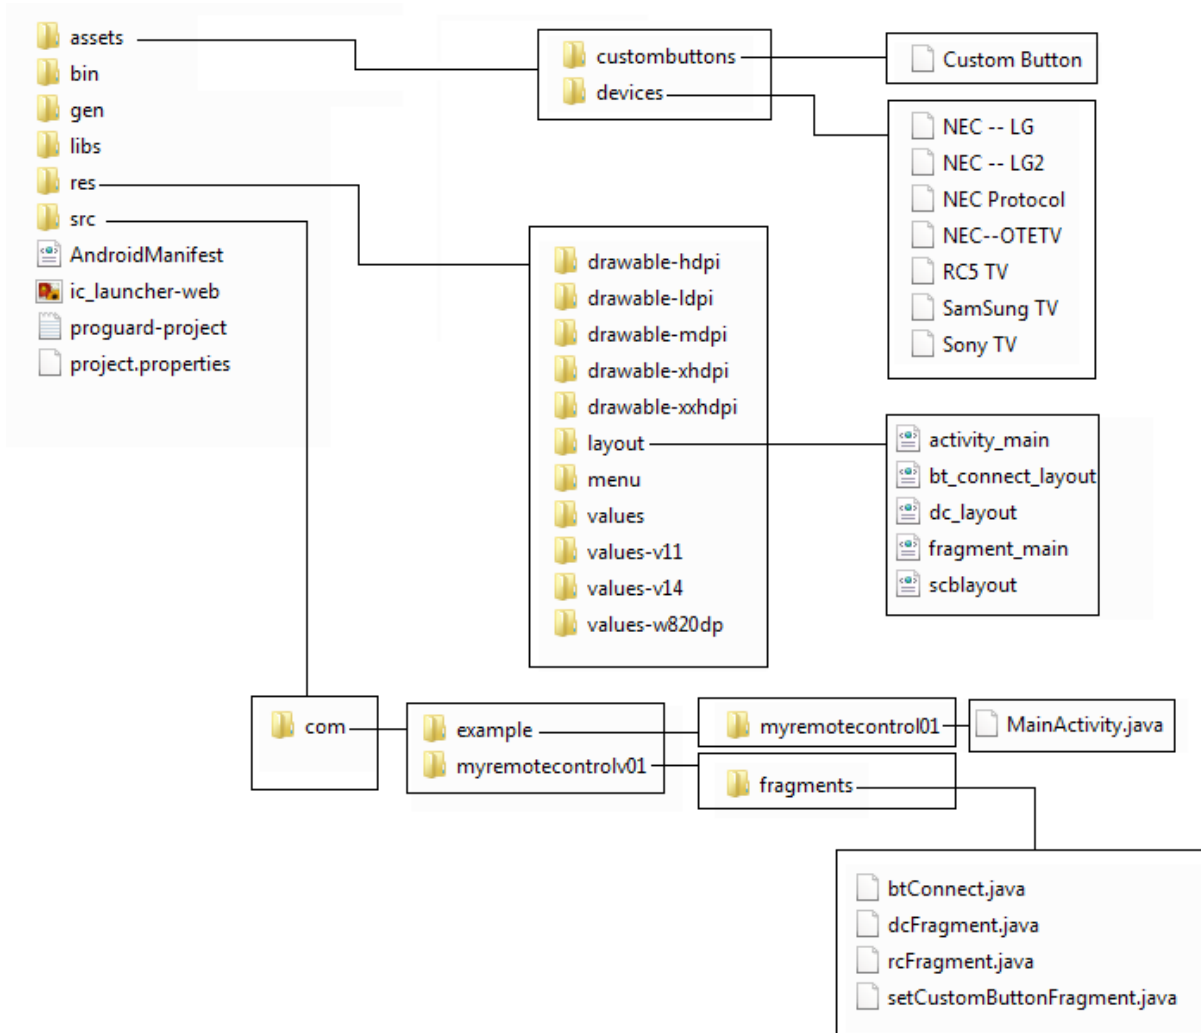 assets
bin
gen
libs
res
src
AndroidManifest
ic_launcher-web
proguard-project
project.properties
custombuttons
devices
Custom Button
NEC -- LG
NEC -- LG2
NEC Protocol
NEC--OTETV
RC5 TV
SamSung TV
Sony TV
drawable-hdpi
drawable-ldpi
drawable-mdpi
drawable-xhdpi
drawable-xxhdpi
layout
menu
values
values-v11
values-v14
values-w820dp
activity_main
bt_connect_layout
dc_layout
fragment_main
scblayout
com
example
myremotecontrolv01
myremotecontrol01
MainActivity.java
fragments
btConnect.java
dcFragment.java
rcFragment.java
setCustomButtonFragment.java